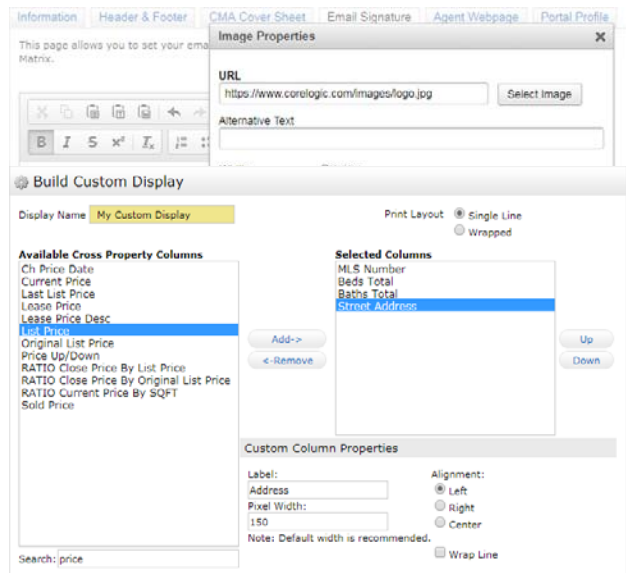 Information Header & Footer CMA Cover Sheet Email Signature Agent Webpage Portal Profile
This page allows you to set your ema
Matrix.
Image Properties
URL
https://www.corelogic.com/images/logo.jpg Select Image
Alternative Text
B I S x² Ix
Build Custom Display
Display Name My Custom Display
Print Layout Single Line
Wrapped
Available Cross Property Columns
Ch Price Date
Current Price
Last List Price
Lease Price
Lease Price Desc
List Price
Original List Price
Price Up/Down
RATIO Close Price By List Price
RATIO Close Price By Original List Price
RATIO Current Price By SQFT
Sold Price
Search: price
Add->
<-Remove
Selected Columns
MLS Number
Beds Total
Baths Total
Street Address
Up
Down
Custom Column Properties
Label:
Address
Pixel Width:
150
Note: Default width is recommended.
Alignment:
Left
Right
Center
Wrap Line